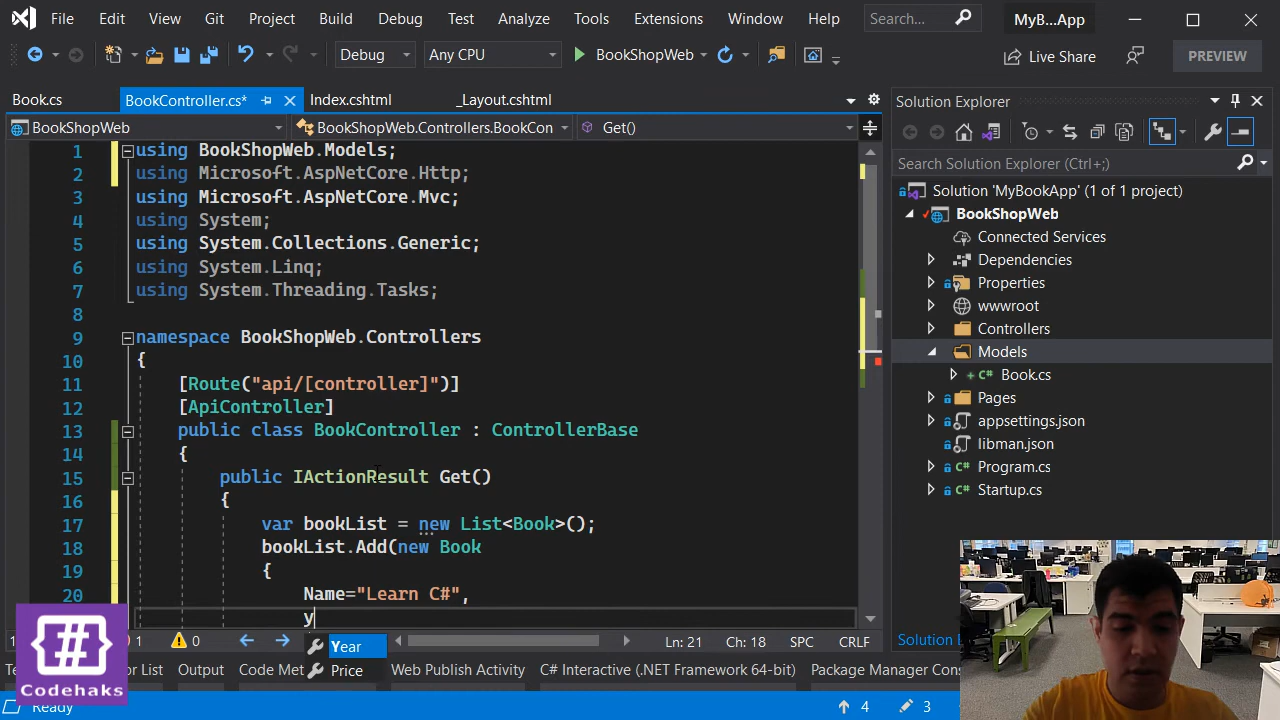 File Edit View Git Project Build Debug Test Analyze Tools Extensions Window Help Search... MyB...App
Debug Any CPU BookShopWeb Live Share PREVIEW
Book.cs BookController.cs* Index.cshtml _Layout.cshtml
BookShopWeb BookShopWeb.Controllers.BookCon Get()
1 using BookShopWeb.Models;
2 using Microsoft.AspNetCore.Http;
3 using Microsoft.AspNetCore.Mvc;
4 using System;
5 using System.Collections.Generic;
6 using System.Linq;
7 using System.Threading.Tasks;
8
9 namespace BookShopWeb.Controllers
10 {
11 [Route("api/[controller]")]
12 [ApiController]
13 public class BookController : ControllerBase
14 {
15 public IActionResult Get()
16 {
17 var bookList = new List<Book>();
18 bookList.Add(new Book
19 {
20 Name="Learn C#",
y
Year
Price
1 0 Ln: 21 Ch: 18 SPC CRLF
Output Code Met Web Publish Activity C# Interactive (.NET Framework 64-bit) Package Manager Cons
Ready 4 3
Solution Explorer
Search Solution Explorer (Ctrl+;)
Solution 'MyBookApp' (1 of 1 project)
BookShopWeb
Connected Services
Dependencies
Properties
wwwroot
Controllers
Models
C# Book.cs
Pages
appsettings.json
libman.json
C# Program.cs
C# Startup.cs
Solution E
#
Codehaks